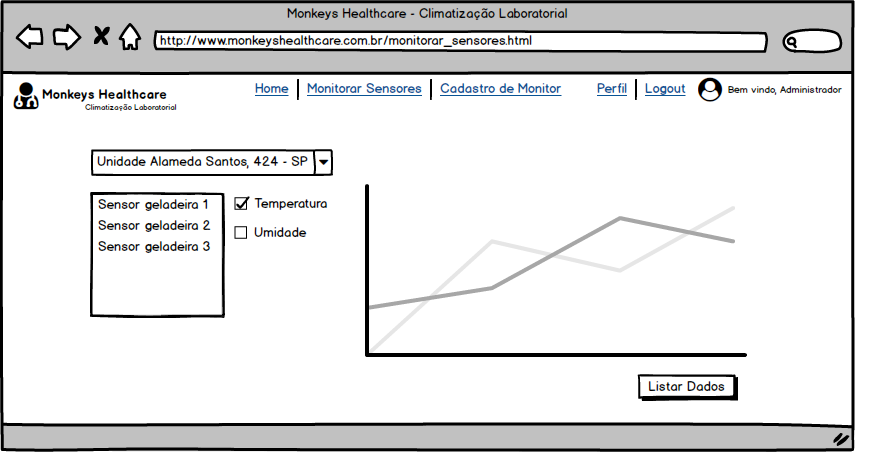 Monkeys Healthcare - Climatização Laboratorial
http://www.monkeyshealthcare.com.br/monitorar_sensores.html
Monkeys Healthcare
Climatização Laboratorial
Home
Monitorar Sensores
Cadastro de Monitor
Perfil
Logout
Bem vindo, Administrador
Unidade Alameda Santos, 424 - SP
Sensor geladeira 1
Sensor geladeira 2
Sensor geladeira 3
Temperatura
Umidade
Listar Dados